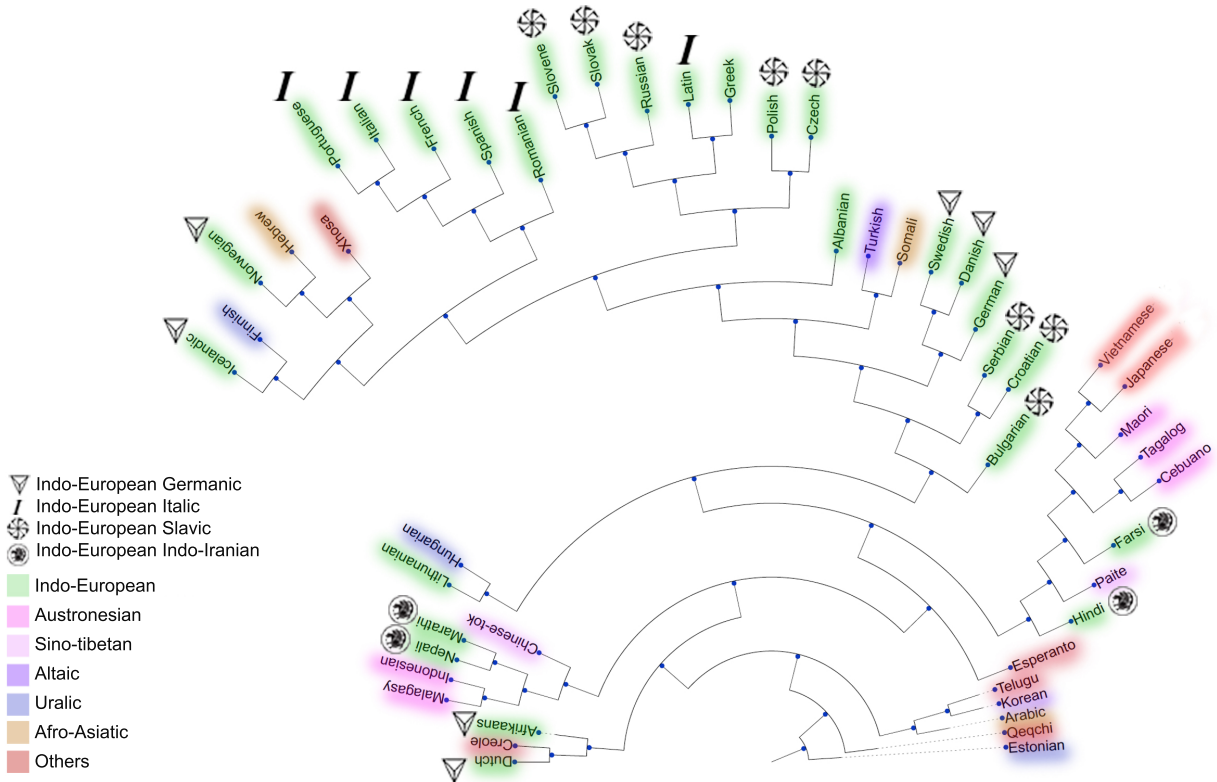 Portuguese
Italian
French
Spanish
Romanian
Slovene
Slovak
Russian
Latin
Greek
Polish
Czech
Norwegian
Hebrew
Xhosa
Finnish
Icelandic
Albanian
Turkish
Somali
Swedish
Danish
German
Serbian
Croatian
Bulgarian
Vietnamese
Japanese
Maori
Tagalog
Cebuano
Farsi
Paite
Hindi
Esperanto
Telugu
Korean
Arabic
Qeqchi
Estonian
Hungarian
Lithunanian
Marathi
Chinese-tok
Nepali
Indonesian
Malagasy
Afrikaans
Creole
Dutch
I
I
I
I
I
I
Indo-European Germanic
I Indo-European Italic
Indo-European Slavic
Indo-European Indo-Iranian
Indo-European
Austronesian
Sino-tibetan
Altaic
Uralic
Afro-Asiatic
Others